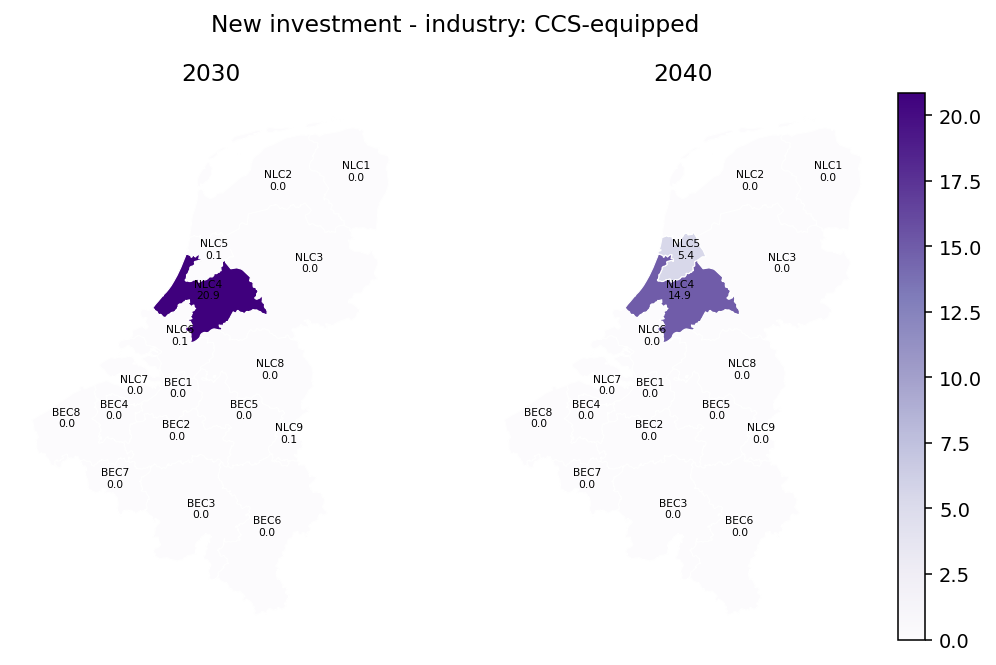 New investment - industry: CCS-equipped
2030
NLC1
0.0
NLC2
0.0
NLC5
0.1
NLC3
0.0
NLC4
20.9
NLC6
0.1
NLC8
0.0
NLC7
0.0
BEC1
0.0
BEC4
0.0
BEC5
0.0
BEC8
0.0
BEC2
0.0
NLC9
0.1
BEC7
0.0
BEC3
0.0
BEC6
0.0
2040
NLC1
0.0
NLC2
0.0
NLC5
5.4
NLC3
0.0
NLC4
14.9
NLC6
0.0
NLC8
0.0
NLC7
0.0
BEC1
0.0
BEC4
0.0
BEC5
0.0
BEC8
0.0
BEC2
0.0
NLC9
0.0
BEC7
0.0
BEC3
0.0
BEC6
0.0
20.0
17.5
15.0
12.5
10.0
7.5
5.0
2.5
0.0